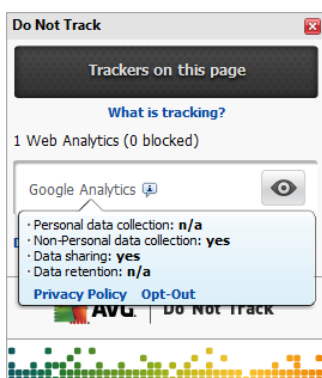 Do Not Track
Trackers on this page
What is tracking?
1 Web Analytics (0 blocked)
Google Analytics
· Personal data collection: n/a
· Non-Personal data collection: yes
· Data sharing: yes
· Data retention: n/a
Privacy Policy Opt-Out
AVG. Do Not Track